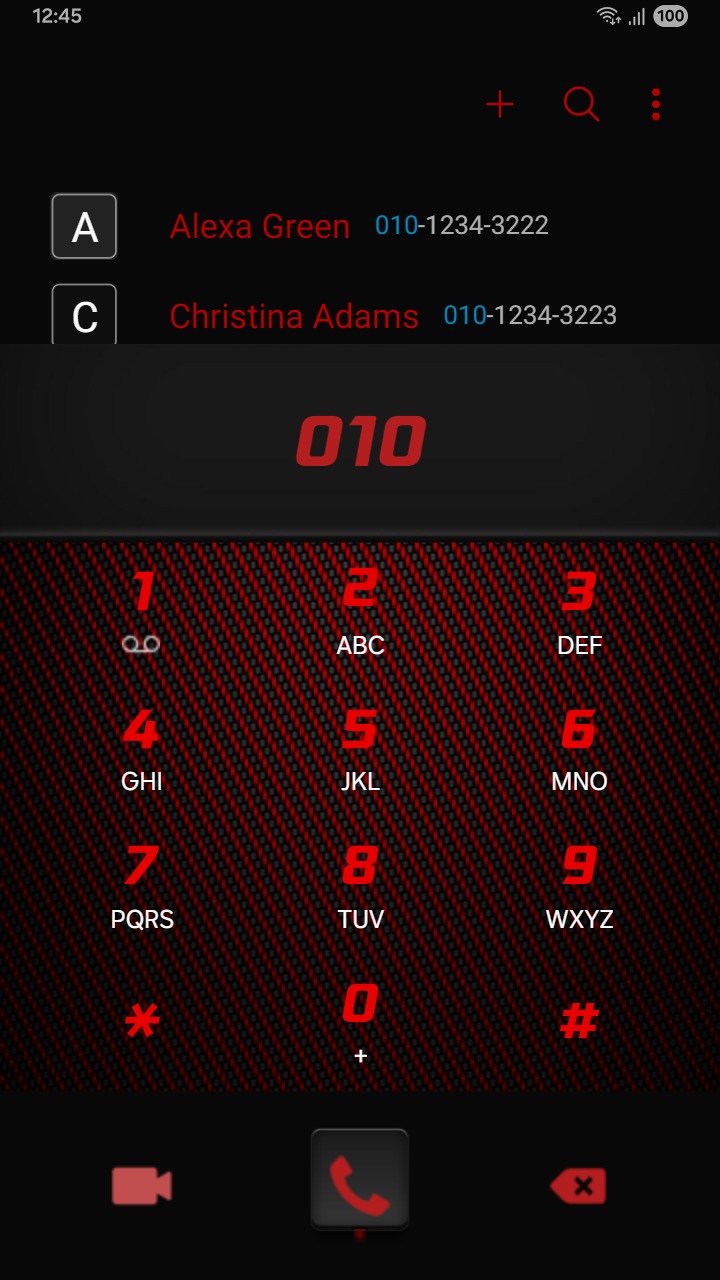 12:45 100
A Alexa Green 010-1234-3222
C Christina Adams 010-1234-3223
010
1 2 3
ABC DEF
4 5 6
GHI JKL MNO
7 8 9
PQRS TUV WXYZ
* 0 #
+